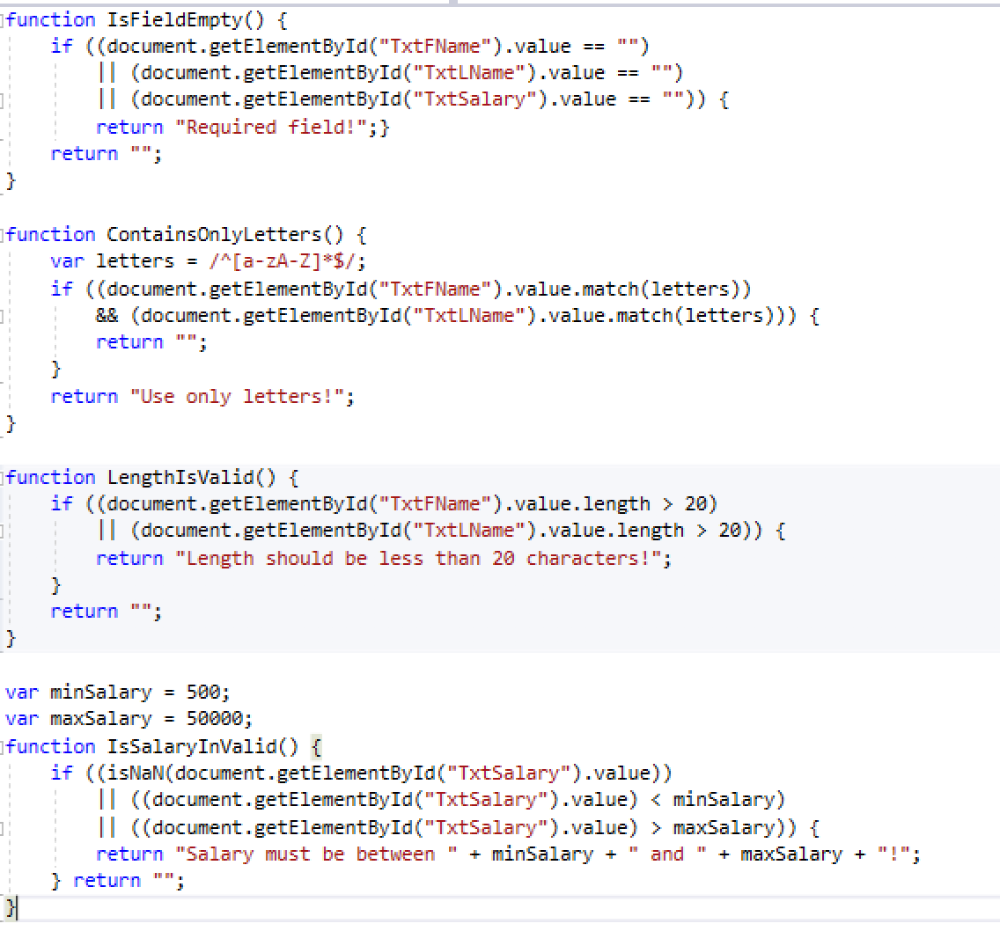 function IsFieldEmpty() {
    if ((document.getElementById("TxtFName").value == "")
        || (document.getElementById("TxtLName").value == "")
        || (document.getElementById("TxtSalary").value == "")) {
        return "Required field!";}
    return "";
}

function ContainsOnlyLetters() {
    var letters = /^[a-zA-Z]*$/;
    if ((document.getElementById("TxtFName").value.match(letters))
        && (document.getElementById("TxtLName").value.match(letters))) {
        return "";
    }
    return "Use only letters!";
}

function LengthIsValid() {
    if ((document.getElementById("TxtFName").value.length > 20)
        || (document.getElementById("TxtLName").value.length > 20)) {
        return "Length should be less than 20 characters!";
    }
    return "";
}

var minSalary = 500;
var maxSalary = 50000;
function IsSalaryInValid() {
    if ((isNaN(document.getElementById("TxtSalary").value))
        || ((document.getElementById("TxtSalary").value) < minSalary)
        || ((document.getElementById("TxtSalary").value) > maxSalary)) {
        return "Salary must be between " + minSalary + " and " + maxSalary + "!";
    } return "";
}